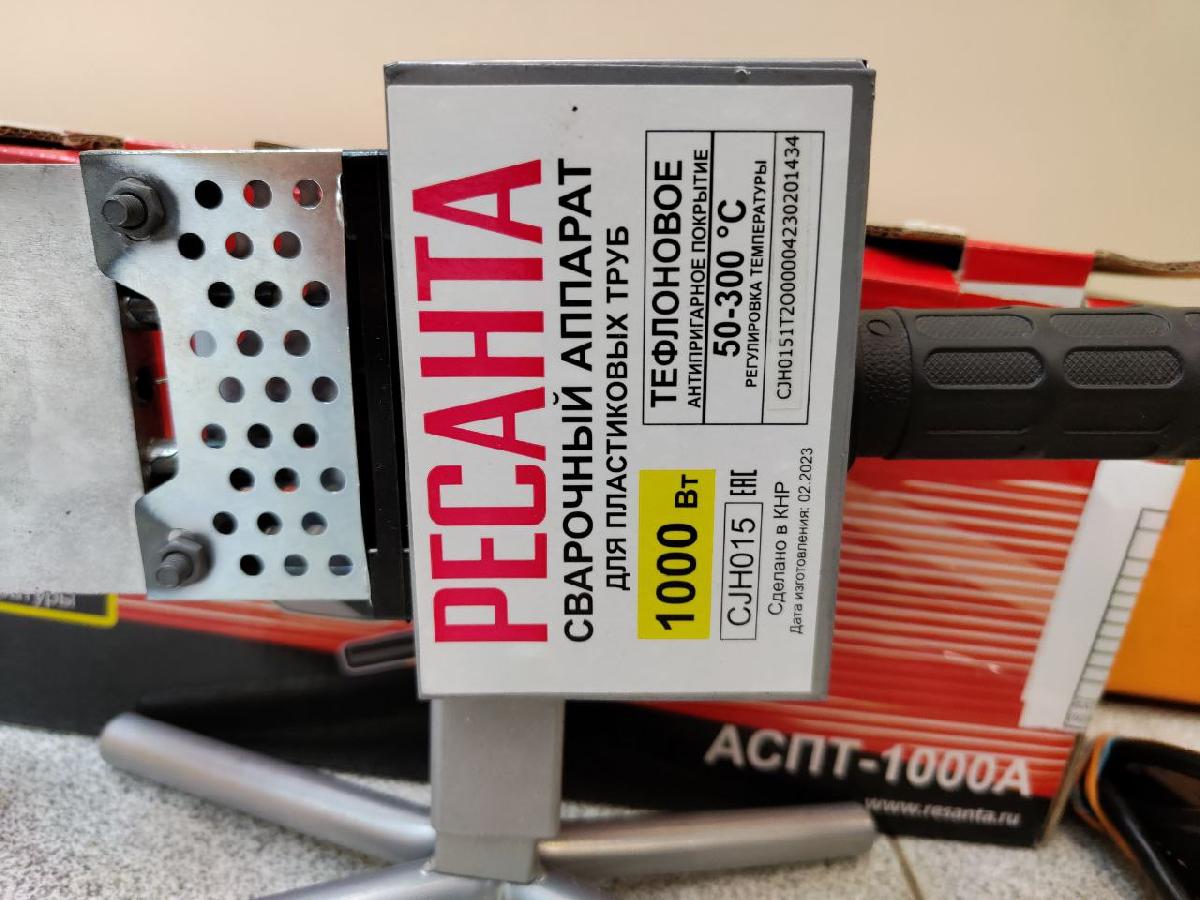 РЕСАНТА
СВАРОЧНЫЙ АППАРАТ
ДЛЯ ПЛАСТИКОВЫХ ТРУБ
1000 Вт
CJH015
ЕАС
Сделано в КНР
Дата изготовления: 02.2023
ТЕФЛОНОВОЕ
АНТИПРИГАРНОЕ ПОКРЫТИЕ
50-300 °С
РЕГУЛИРОВКА ТЕМПЕРАТУРЫ
CJH0151T2O000004230201434
АСПТ-1000А
www.resanta.ru